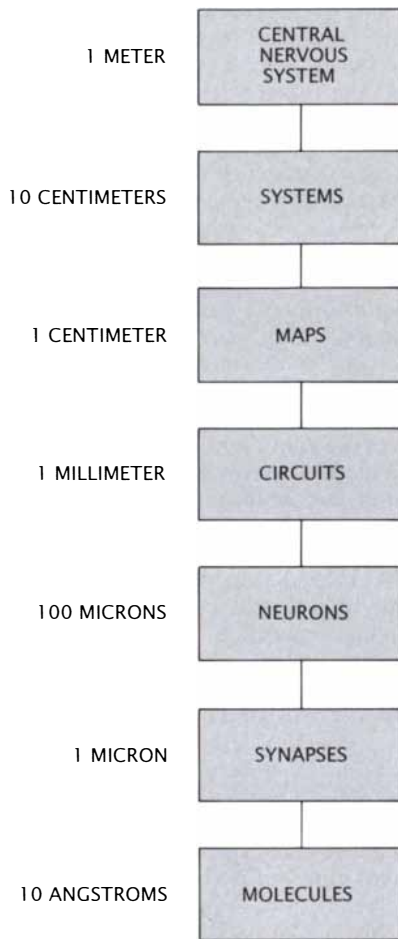 1 METER
CENTRAL
NERVOUS
SYSTEM
10 CENTIMETERS
SYSTEMS
1 CENTIMETER
MAPS
1 MILLIMETER
CIRCUITS
100 MICRONS
NEURONS
1 MICRON
SYNAPSES
10 ANGSTROMS
MOLECULES